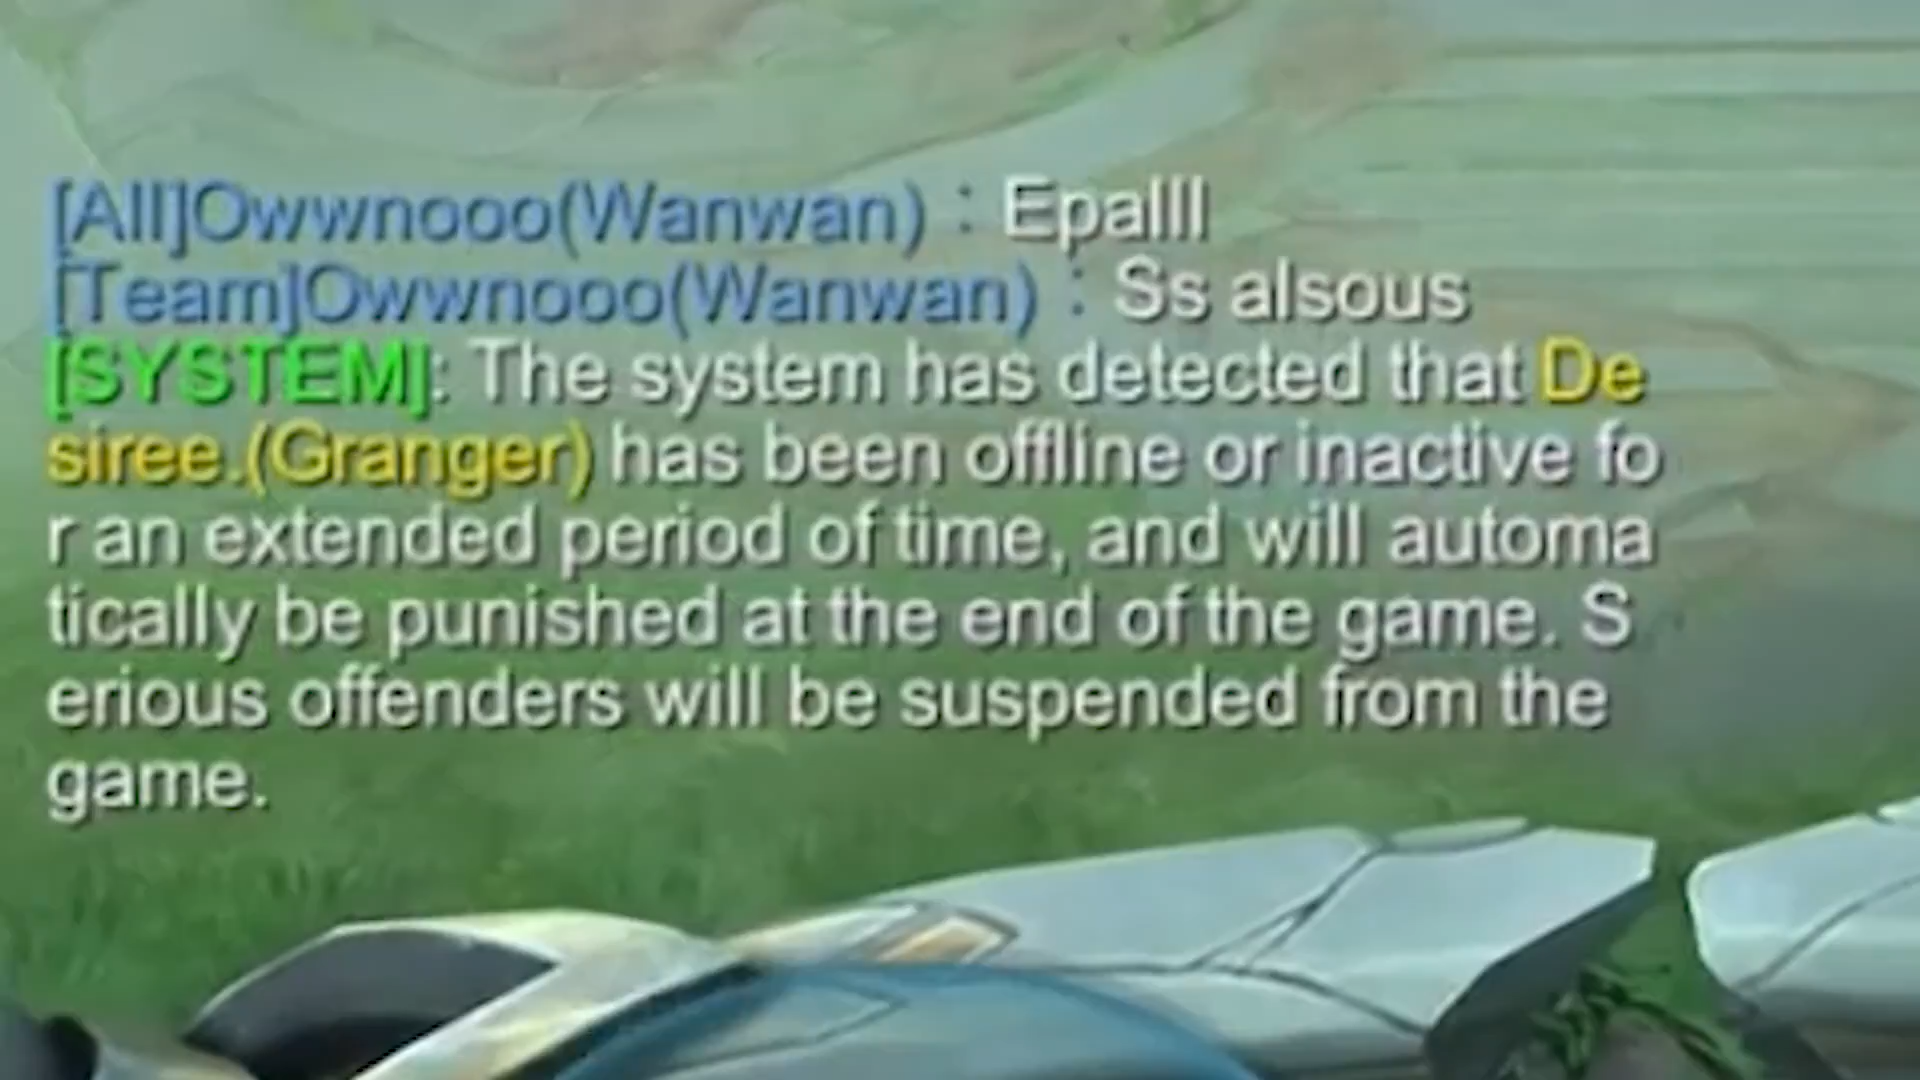 [All]Owwnooo(Wanwan) : Epalll
[Team]Owwnooo(Wanwan) : Ss alsous
[SYSTEM]: The system has detected that De
siree.(Granger) has been offline or inactive fo
r an extended period of time, and will automa
tically be punished at the end of the game. S
erious offenders will be suspended from the
game.